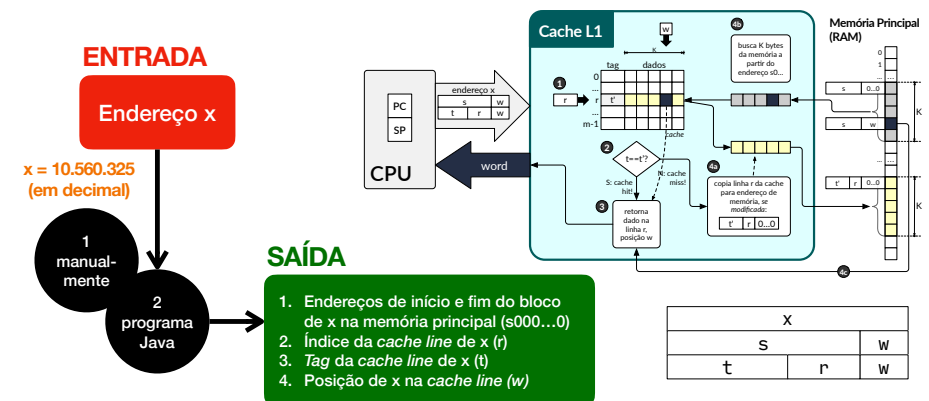 ENTRADA
Endereço x
x = 10.560.325
(em decimal)
1
manual-
mente
2
programa
Java
SAÍDA
1. Endereços de início e fim do bloco
de x na memória principal (s000...0)
2. Índice da cache line de x (r)
3. Tag da cache line de x (t)
4. Posição de x na cache line (w)
CPU
PC
SP
endereço x
s w
t r w
word
Cache L1
w
K
tag dados
0
...
r
...
m-1
t'
cache
1
r
2
t==t'?
S: cache
hit!
N: cache
miss!
3
retorna
dado na
linha r,
posição w
4a
copia linha r da cache
para endereço de
memória, se
modificada:
t' r 0...0
4b
busca K bytes
da memória a
partir do
endereço s0...
4c
Memória Principal
(RAM)
0
1
... ...
s 0...0
...
s w
K
... ...
t' r 0...0
K
x
s w
t r w